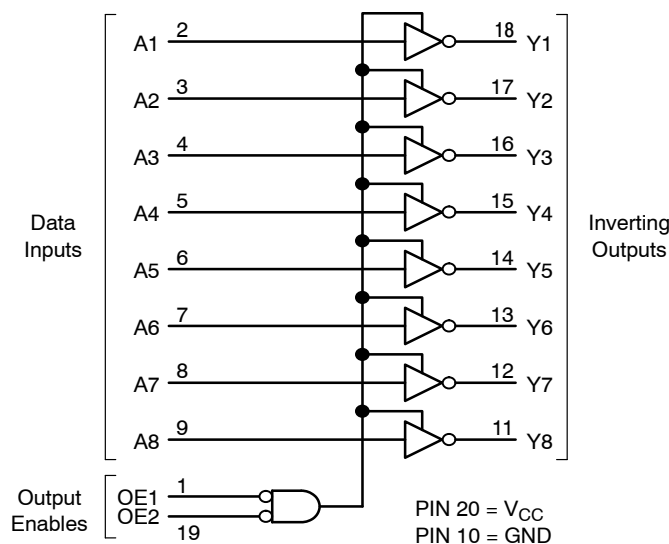 A1 2 18 Y1
A2 3 17 Y2
A3 4 16 Y3
A4 5 15 Y4
Data
Inputs
Inverting
Outputs
A5 6 14 Y5
A6 7 13 Y6
A7 8 12 Y7
A8 9 11 Y8
Output
Enables
OE1 1
OE2 19
PIN 20 = VCC
PIN 10 = GND